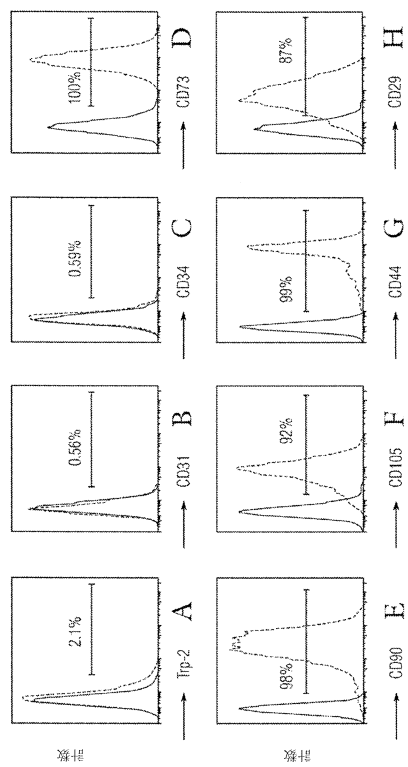 計数
2.1%
Trp-2
A
0.56%
CD31
B
0.59%
CD34
C
100%
CD73
D
計数
98%
CD90
E
92%
CD105
F
99%
CD44
G
87%
CD29
H